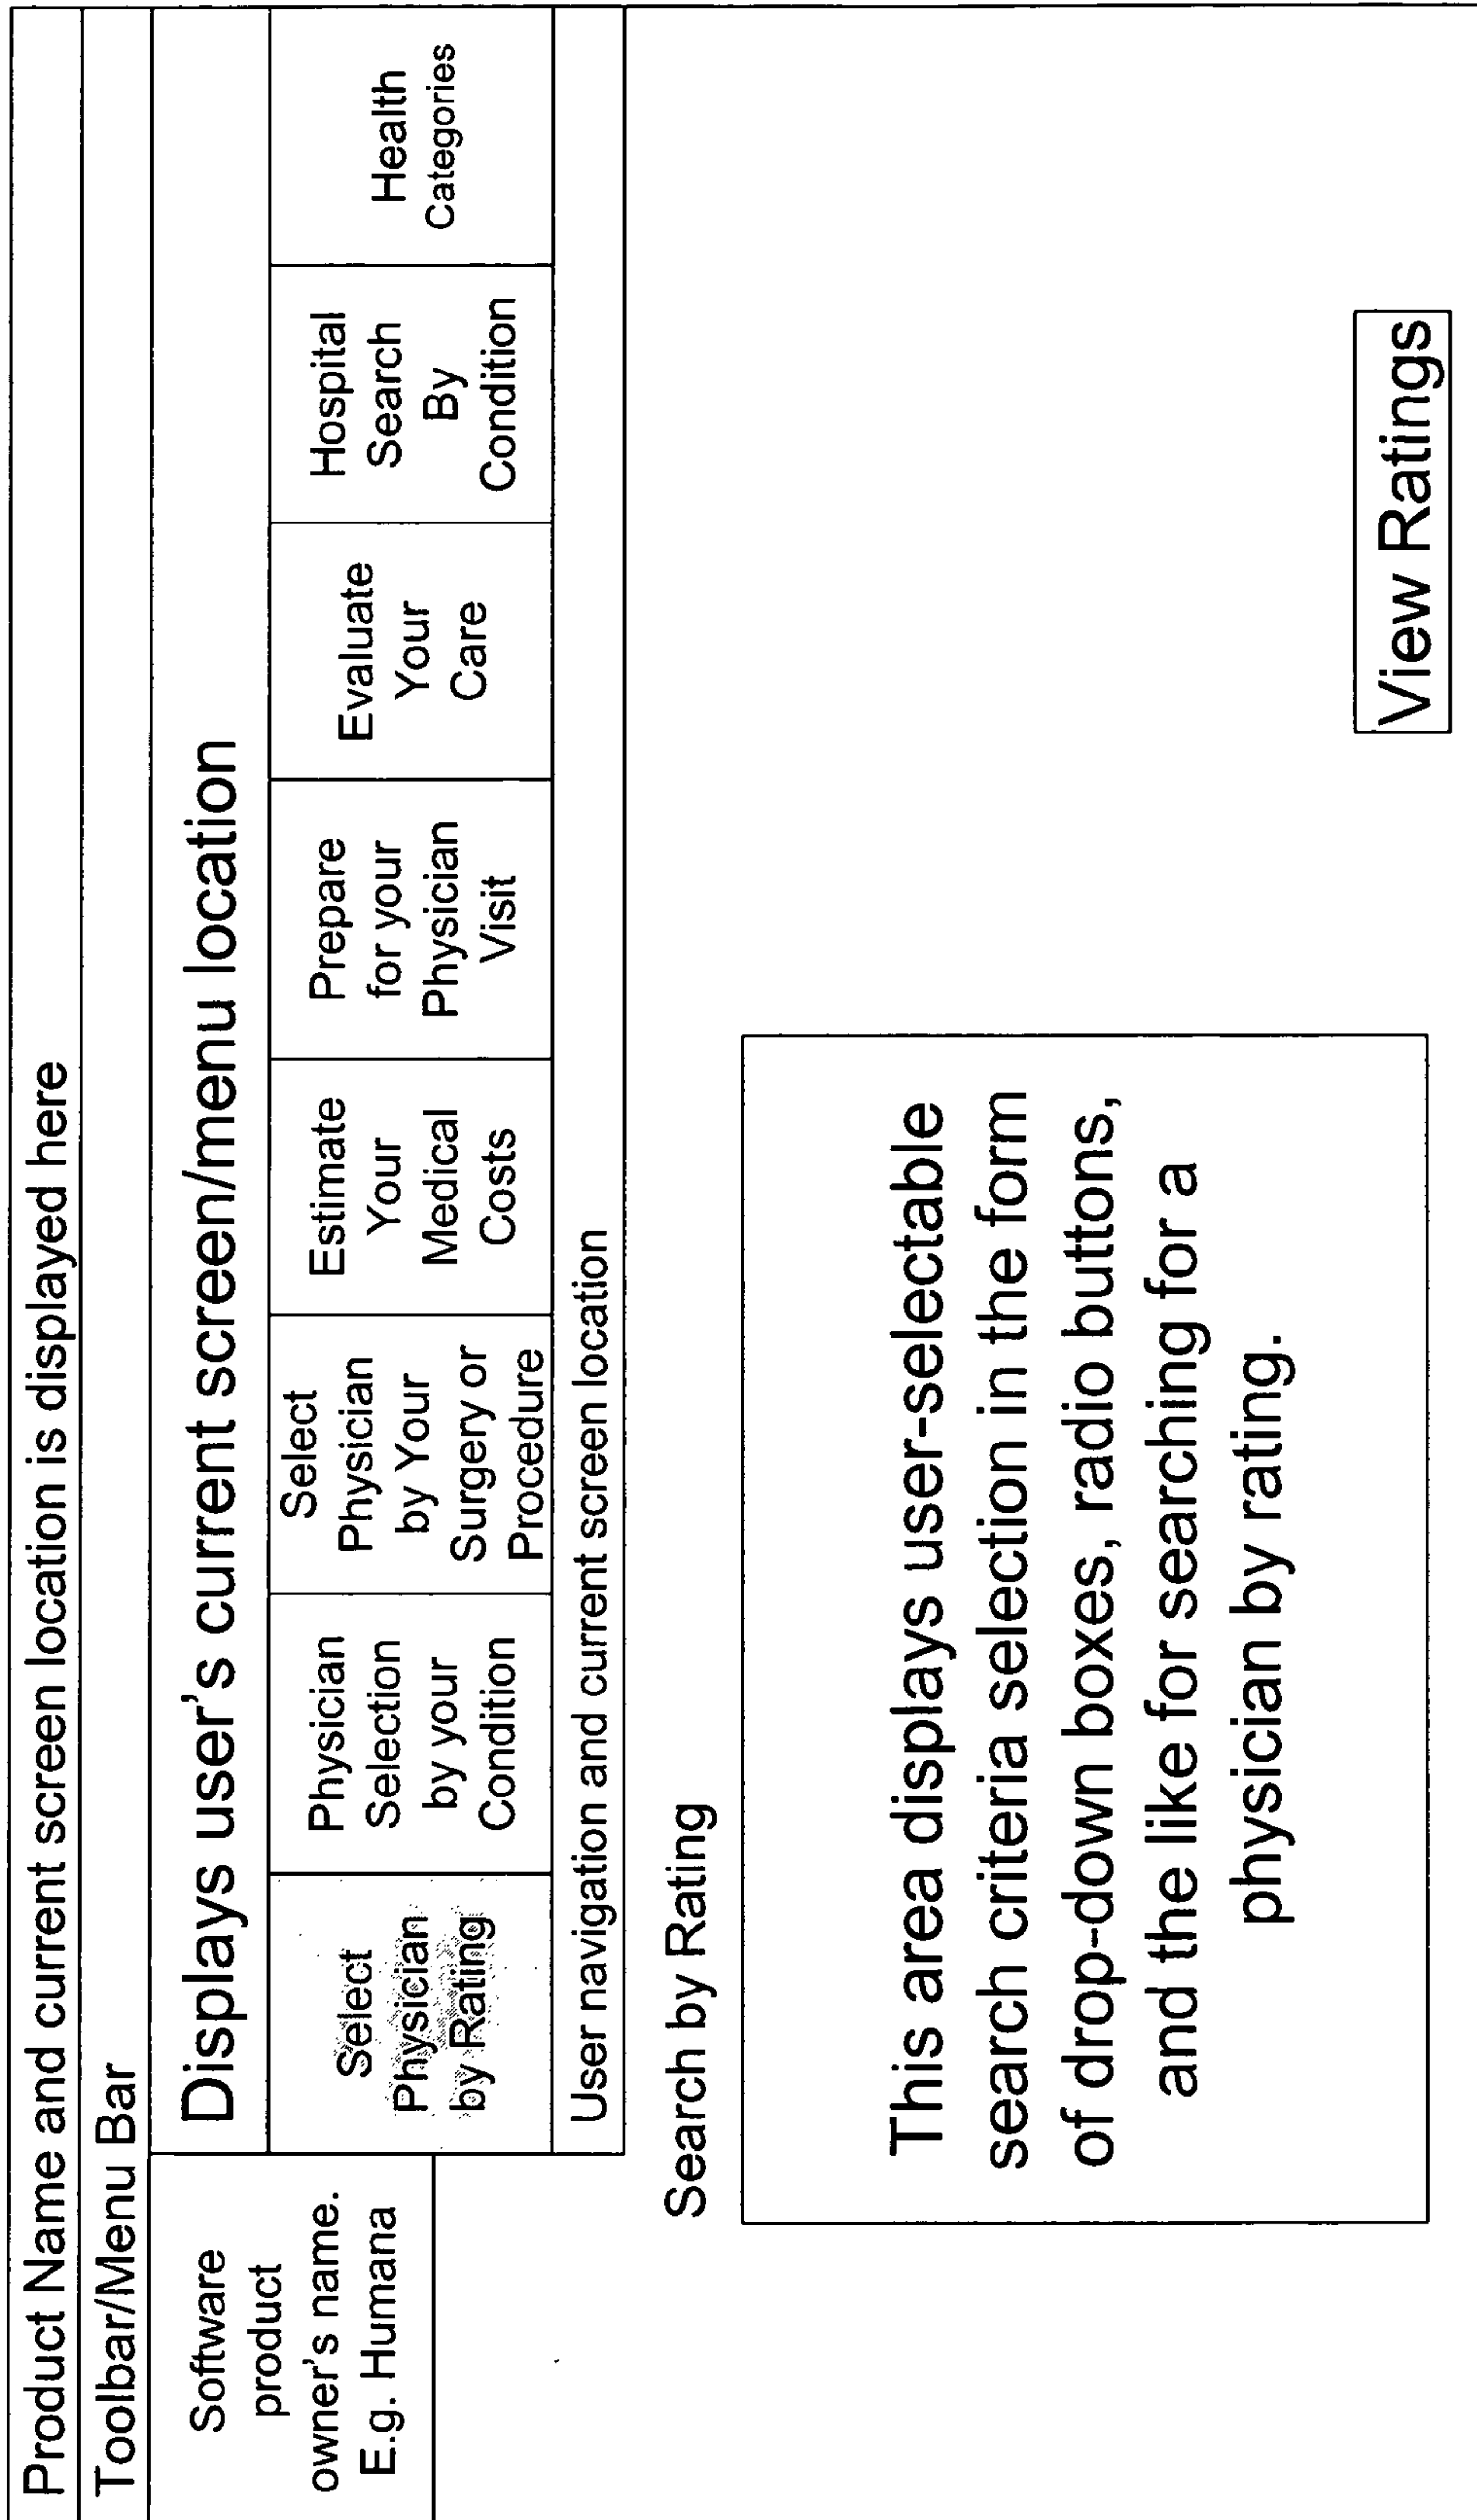 Product Name and current screen location is displayed here
Toolbar/Menu Bar
Software
product
owner's name.
E.g. Humana
Displays user's current screen/menu location
Select
Physician
by Rating
Physician
Selection
by your
Condition
Select
Physician
by Your
Surgery or
Procedure
Estimate
Your
Medical
Costs
Prepare
for your
Physician
Visit
Evaluate
Your
Care
Hospital
Search
By
Condition
Health
Categories
User navigation and current screen location
Search by Rating
This area displays user-selectable
search criteria selection in the form
of drop-down boxes, radio buttons,
and the like for searching for a
physician by rating.
View Ratings